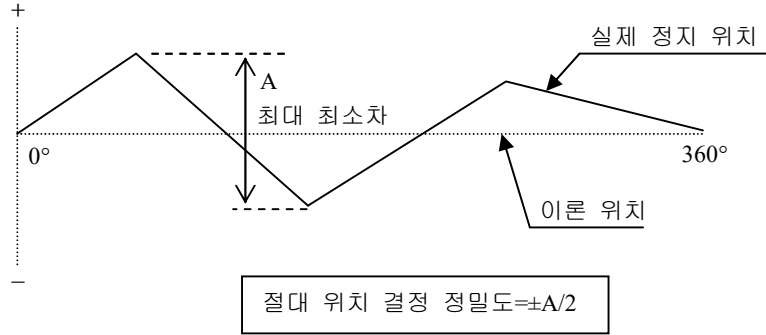 +
실제 정지 위치
A
최대 최소차
0°
360°
이론 위치
−
절대 위치 결정 정밀도=±A/2